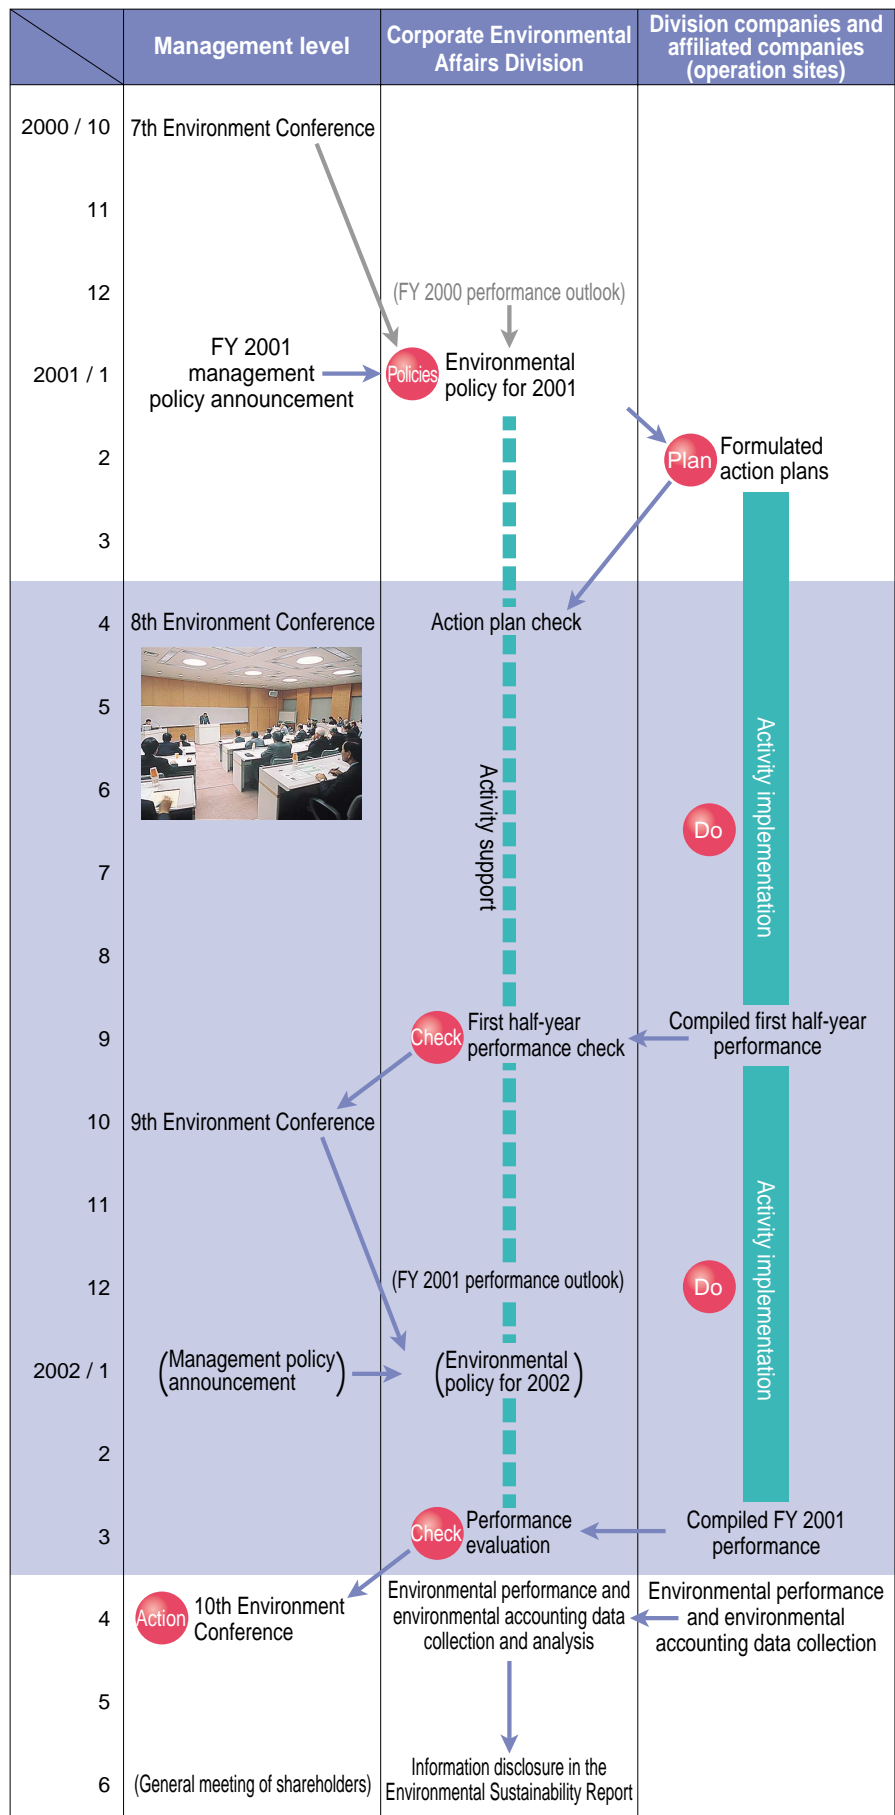 Management level
Corporate Environmental
Affairs Division
Division companies and
affiliated companies
(operation sites)
2000 / 10
7th Environment Conference
11
12
(FY 2000 performance outlook)
2001 / 1
FY 2001
management
policy announcement
Policies
Environmental
policy for 2001
2
Plan
Formulated
action plans
3
4
8th Environment Conference
Action plan check
5
6
7
8
Activity support
Do
Activity implementation
9
Check
First half-year
performance check
Compiled first half-year
performance
10
9th Environment Conference
11
12
(FY 2001 performance outlook)
Do
Activity implementation
2002 / 1
(Management policy
announcement)
(Environmental
policy for 2002)
2
3
Check
Performance
evaluation
Compiled FY 2001
performance
4
Action
10th Environment
Conference
Environmental performance and
environmental accounting data
collection and analysis
Environmental performance
and environmental
accounting data collection
5
6
(General meeting of shareholders)
Information disclosure in the
Environmental Sustainability Report